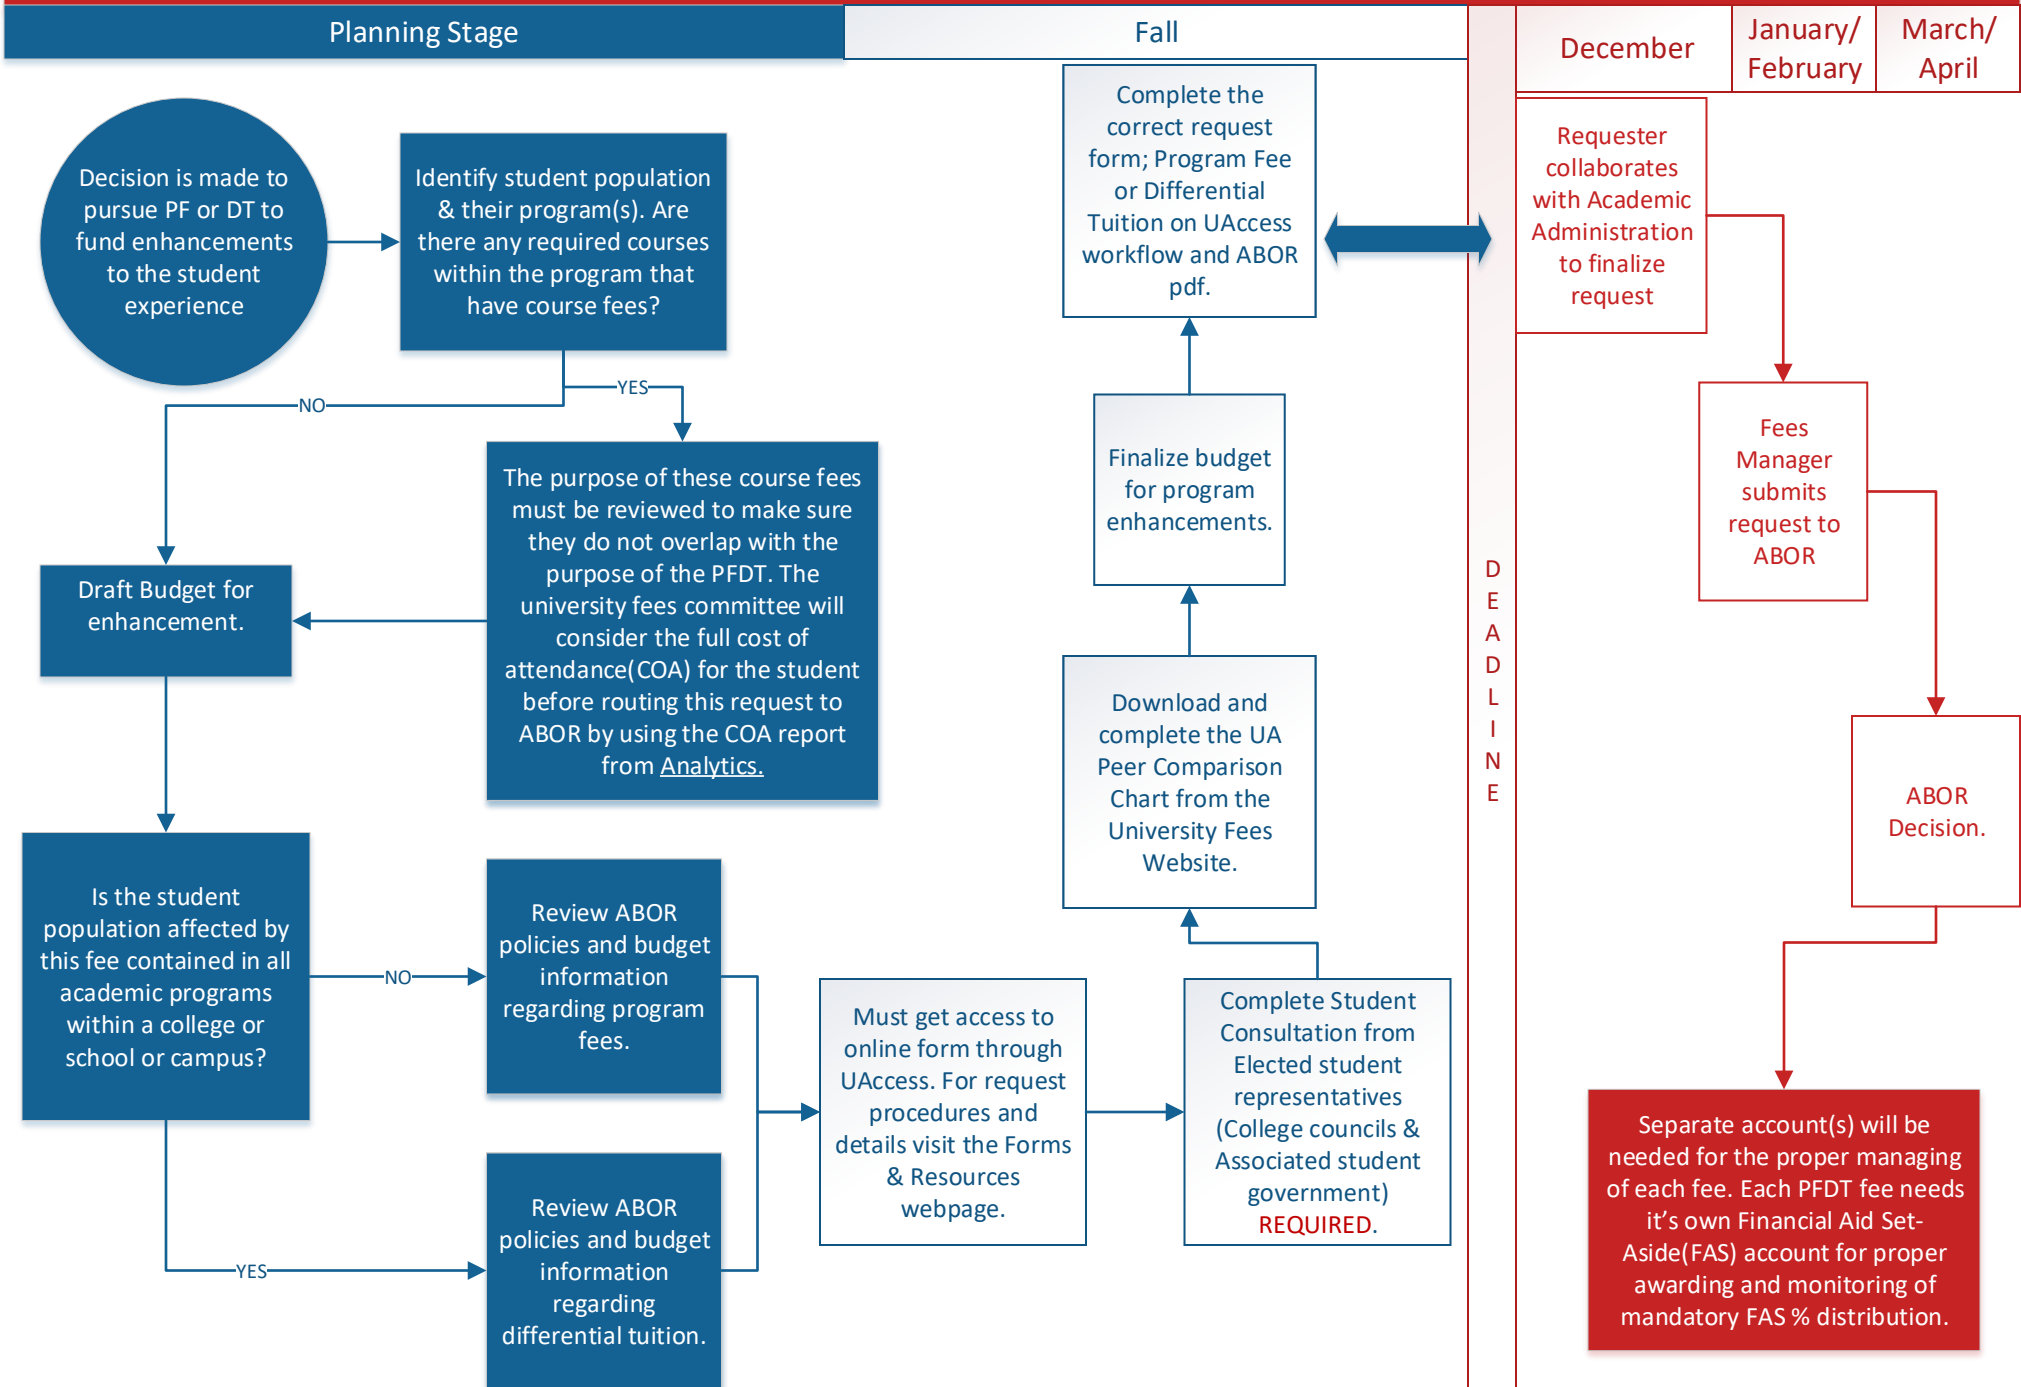 Planning Stage
Fall
December
January/
February
March/
April
Decision is made to
pursue PF or DT to
fund enhancements
to the student
experience
Identify student population
& their program(s). Are
there any required courses
within the program that
have course fees?
NO
YES
The purpose of these course fees
must be reviewed to make sure
they do not overlap with the
purpose of the PFDT. The
university fees committee will
consider the full cost of
attendance(COA) for the student
before routing this request to
ABOR by using the COA report
from Analytics.
Draft Budget for
enhancement.
Is the student
population affected by
this fee contained in all
academic programs
within a college or
school or campus?
NO
YES
Review ABOR
policies and budget
information
regarding program
fees.
Review ABOR
policies and budget
information
regarding
differential tuition.
Must get access to
online form through
UAccess. For request
procedures and
details visit the Forms
& Resources
webpage.
Complete Student
Consultation from
Elected student
representatives
(College councils &
Associated student
government)
REQUIRED.
Download and
complete the UA
Peer Comparison
Chart from the
University Fees
Website.
Finalize budget
for program
enhancements.
Complete the
correct request
form; Program Fee
or Differential
Tuition on UAccess
workflow and ABOR
pdf.
D
E
A
D
L
I
N
E
Requester
collaborates
with Academic
Administration
to finalize
request
Fees
Manager
submits
request to
ABOR
ABOR
Decision.
Separate account(s) will be
needed for the proper managing
of each fee. Each PFDT fee needs
it’s own Financial Aid Set-
Aside(FAS) account for proper
awarding and monitoring of
mandatory FAS % distribution.